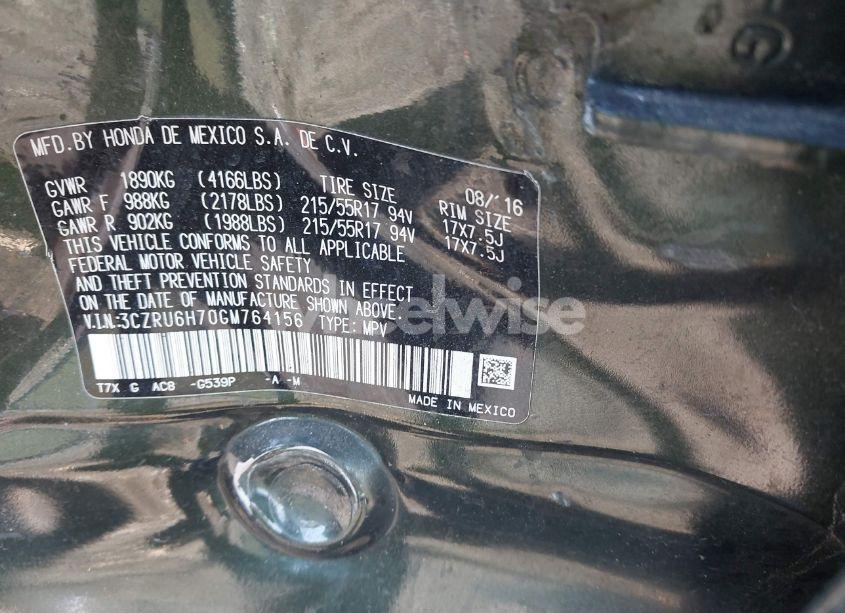 MFD.BY HONDA DE MEXICO S.A. DE C.V.
GVWR 1890KG (4166LBS) TIRE SIZE 08/'16
GAWR F 988KG (2178LBS) 215/55R17 94V RIM SIZE 17X7.5J
GAWR R 902KG (1988LBS) 215/55R17 94V 17X7.5J
THIS VEHICLE CONFORMS TO ALL APPLICABLE
FEDERAL MOTOR VEHICLE SAFETY
AND THEFT PREVENTION STANDARDS IN EFFECT
ON THE DATE OF MANUFACTURE SHOWN ABOVE.
V.I.N:3CZRU6H70GM764156 TYPE: MPV
T7X G AC8 -G539P -A -M
MADE IN MEXICO
G